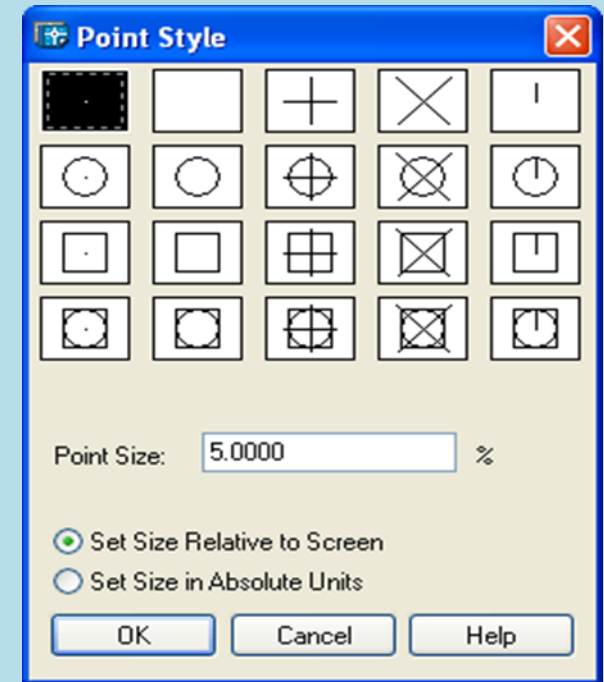 Point Style
Point Size: 5.0000 %
Set Size Relative to Screen
Set Size in Absolute Units
OK Cancel Help